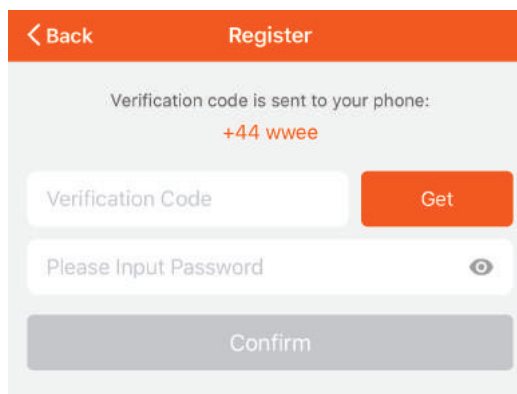 Back Register
Verification code is sent to your phone:
+44 wwee
Verification Code Get
Please Input Password
Confirm